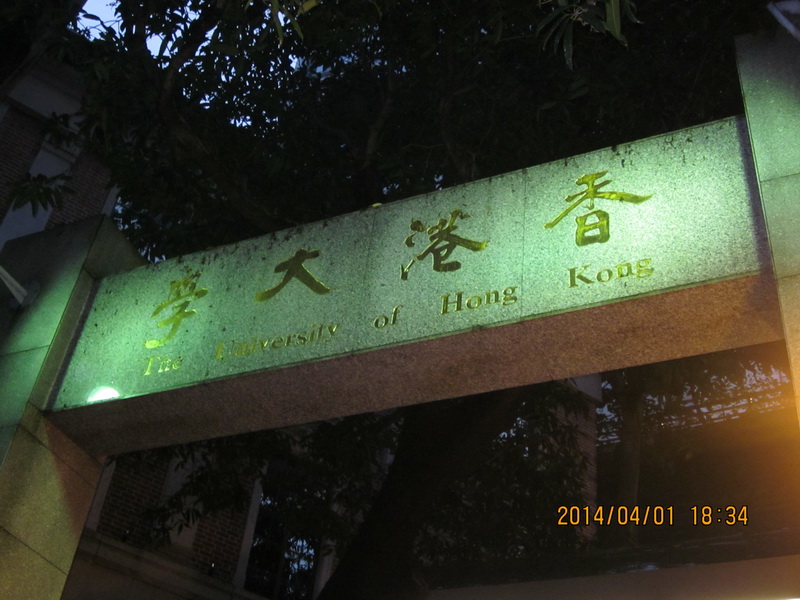 香港大學
The University of Hong Kong
2014/04/01 18:34